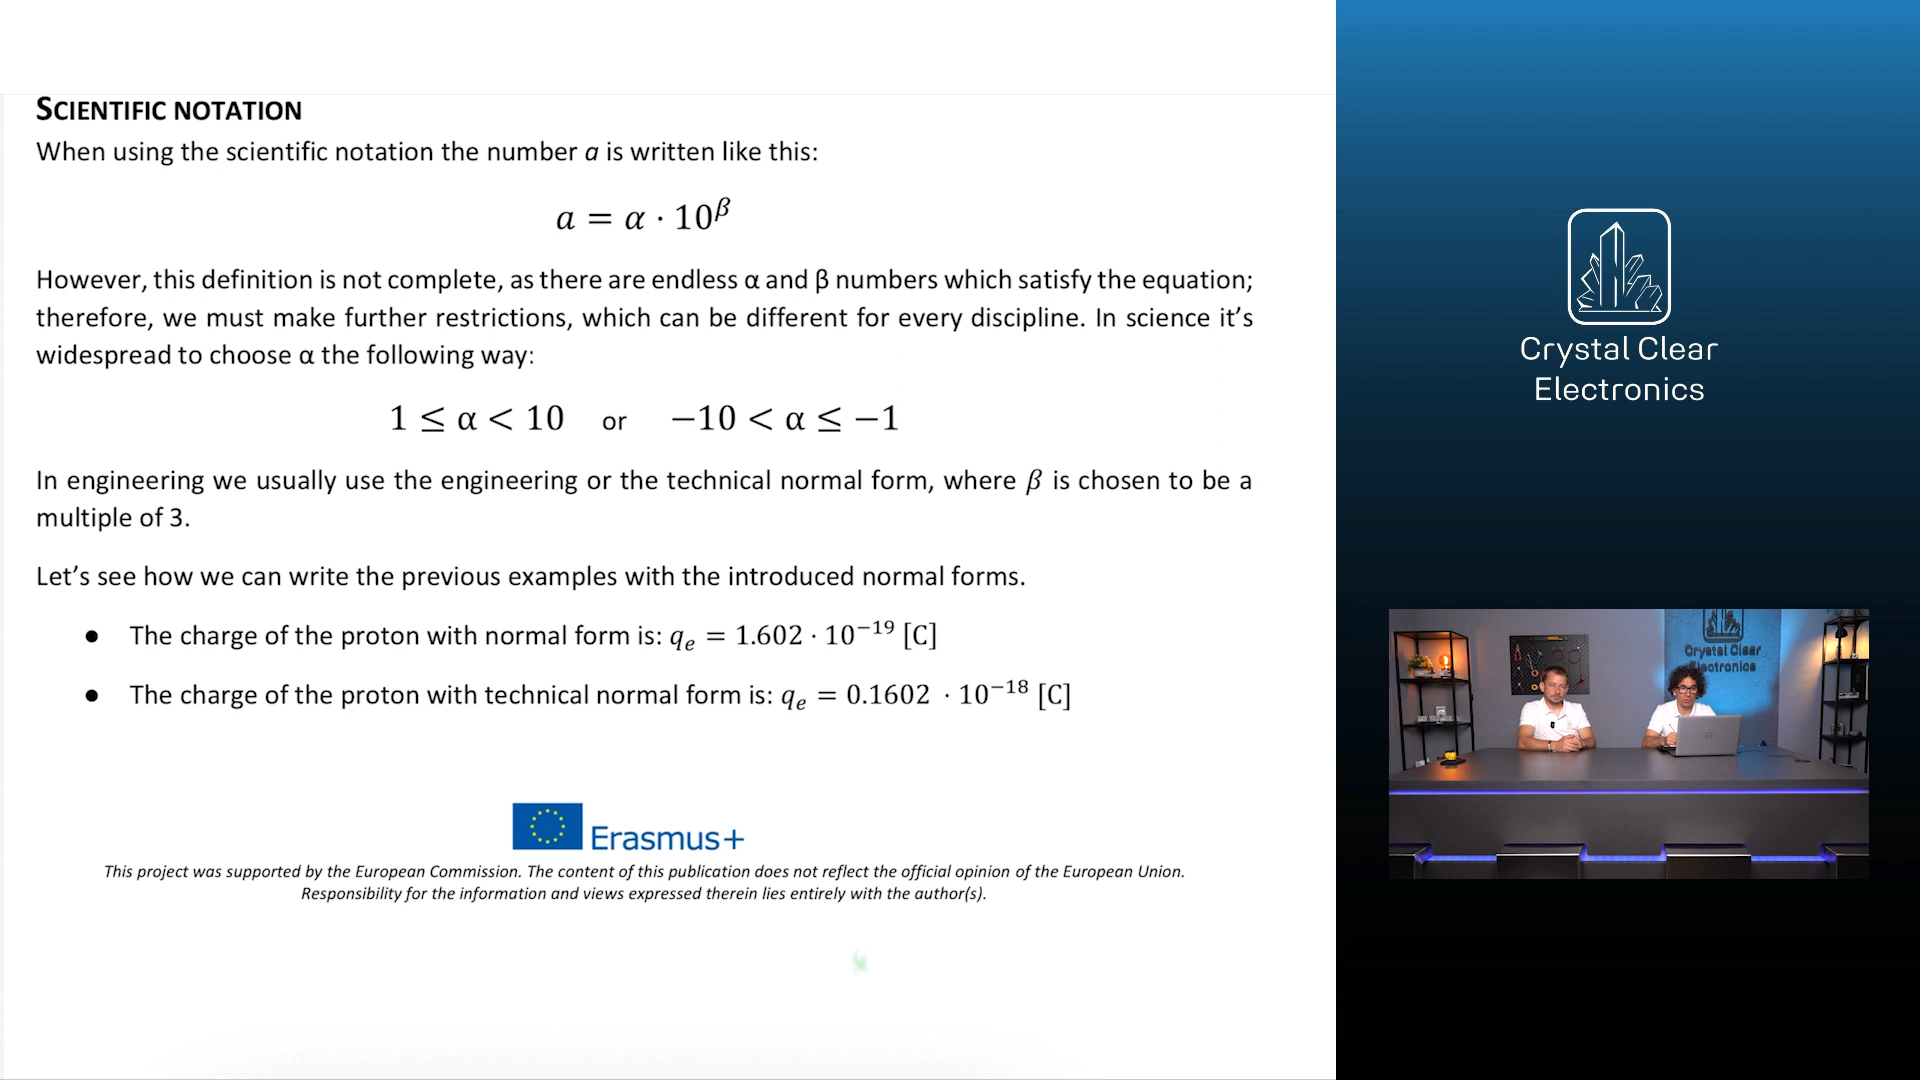 SCIENTIFIC NOTATION
When using the scientific notation the number a is written like this:
a = α · 10^β
However, this definition is not complete, as there are endless α and β numbers which satisfy the equation;
therefore, we must make further restrictions, which can be different for every discipline. In science it’s
widespread to choose α the following way:
1 ≤ α < 10 or −10 < α ≤ −1
In engineering we usually use the engineering or the technical normal form, where β is chosen to be a
multiple of 3.
Let’s see how we can write the previous examples with the introduced normal forms.
● The charge of the proton with normal form is: qₑ = 1.602 · 10⁻¹⁹ [C]
● The charge of the proton with technical normal form is: qₑ = 0.1602 · 10⁻¹⁸ [C]
Erasmus+
This project was supported by the European Commission. The content of this publication does not reflect the official opinion of the European Union.
Responsibility for the information and views expressed therein lies entirely with the author(s).
Crystal Clear
Electronics
Crystal Clear
Electronics